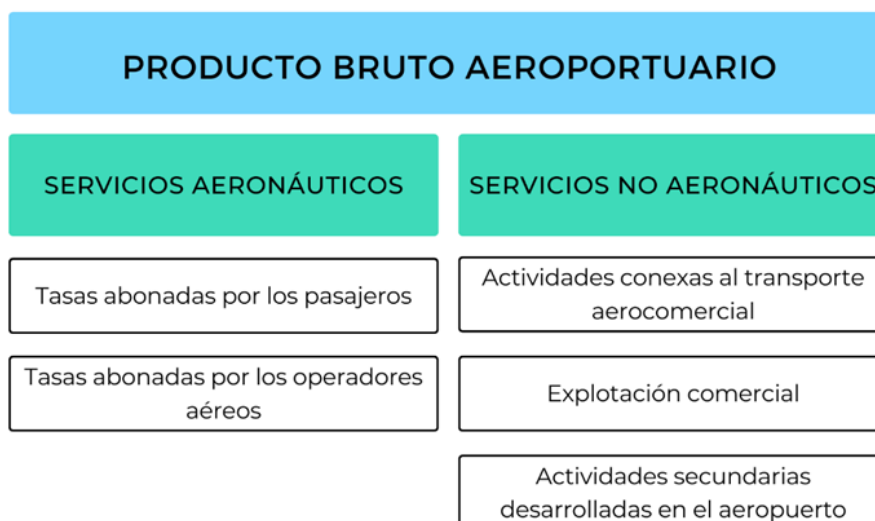 PRODUCTO BRUTO AEROPORTUARIO
SERVICIOS AERONÁUTICOS
SERVICIOS NO AERONÁUTICOS
Tasas abonadas por los pasajeros
Actividades conexas al transporte
aerocomercial
Tasas abonadas por los operadores
aéreos
Explotación comercial
Actividades secundarias
desarrolladas en el aeropuerto